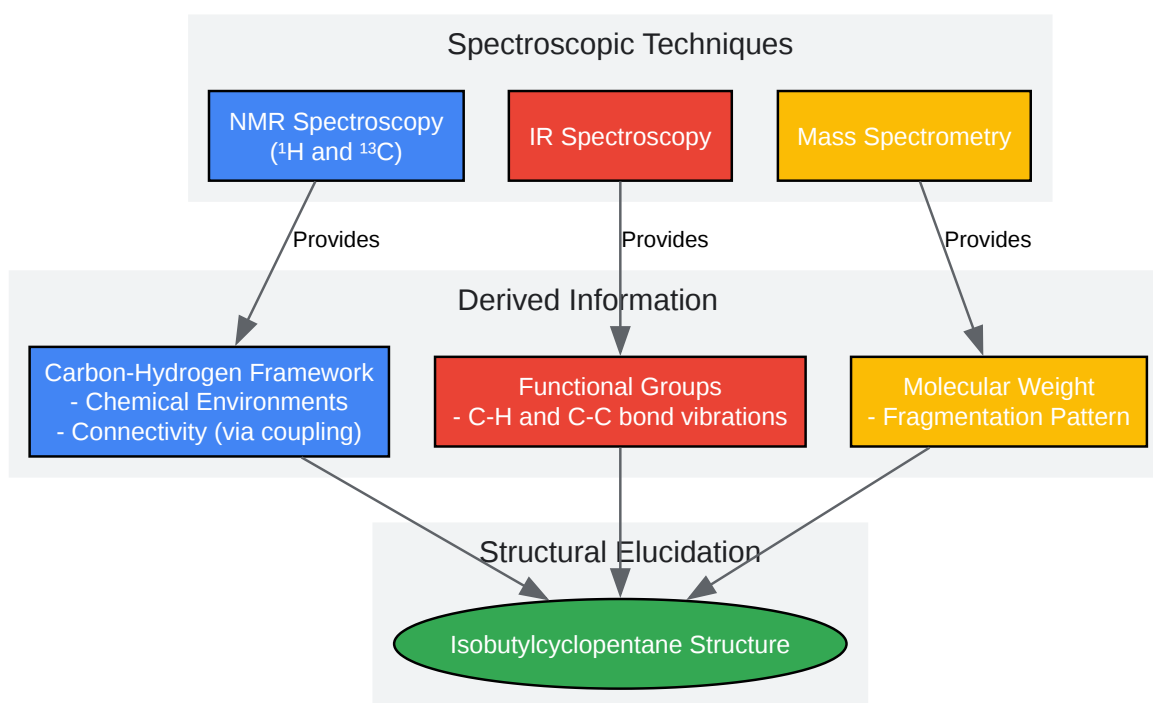 Spectroscopic Techniques
NMR Spectroscopy
(¹H and ¹³C)
IR Spectroscopy
Mass Spectrometry
Provides
Provides
Provides
Derived Information
Carbon-Hydrogen Framework
- Chemical Environments
- Connectivity (via coupling)
Functional Groups
- C-H and C-C bond vibrations
Molecular Weight
- Fragmentation Pattern
Structural Elucidation
Isobutylcyclopentane Structure